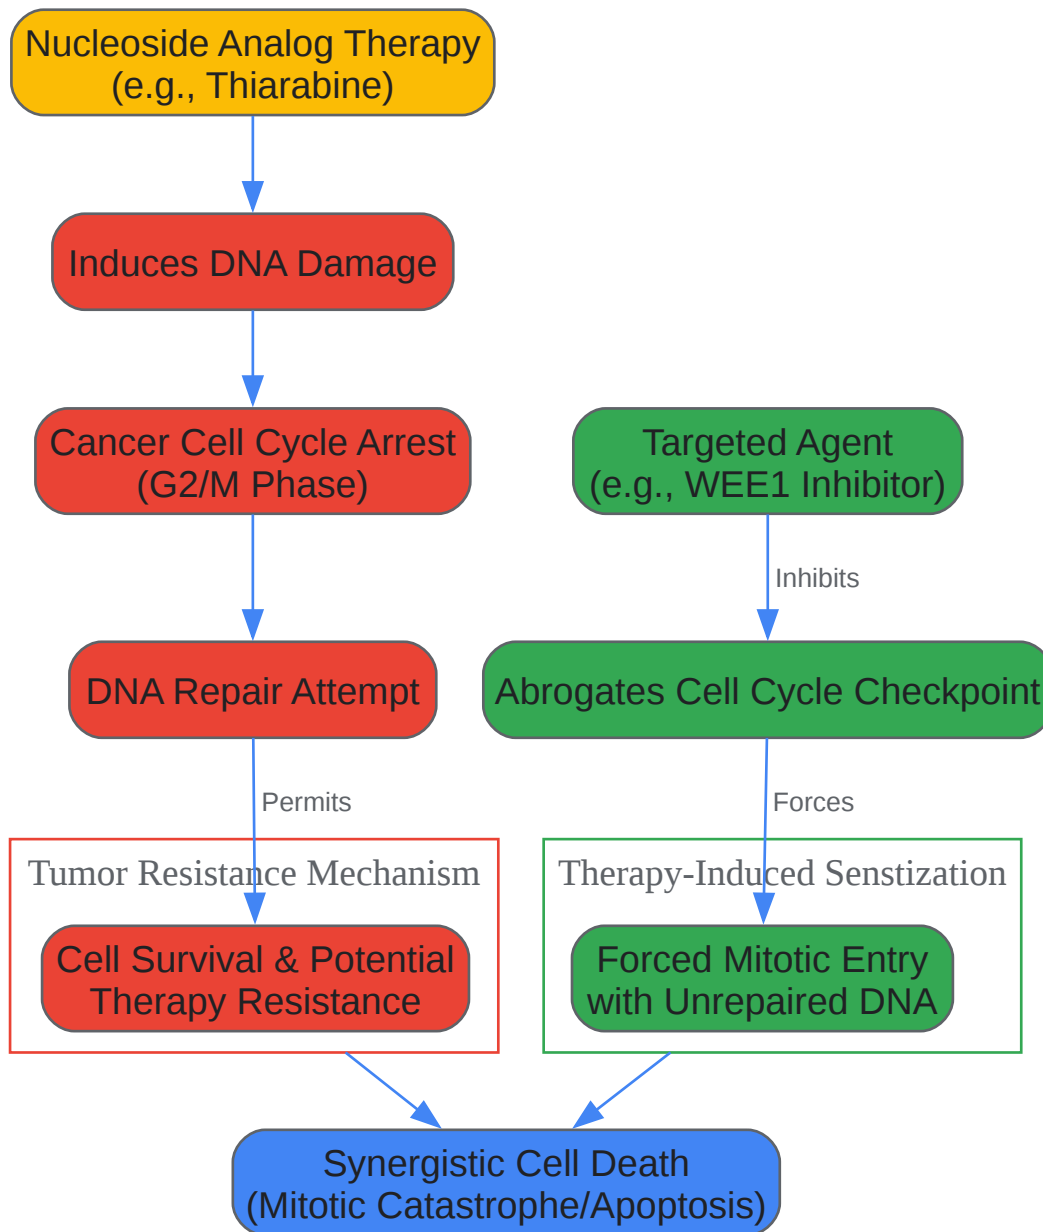 Nucleoside Analog Therapy
(e.g., Thiarabine)
Induces DNA Damage
Cancer Cell Cycle Arrest
(G2/M Phase)
Targeted Agent
(e.g., WEE1 Inhibitor)
Inhibits
DNA Repair Attempt
Abrogates Cell Cycle Checkpoint
Permits
Forces
Tumor Resistance Mechanism
Therapy-Induced Senstization
Cell Survival & Potential
Therapy Resistance
Forced Mitotic Entry
with Unrepaired DNA
Synergistic Cell Death
(Mitotic Catastrophe/Apoptosis)